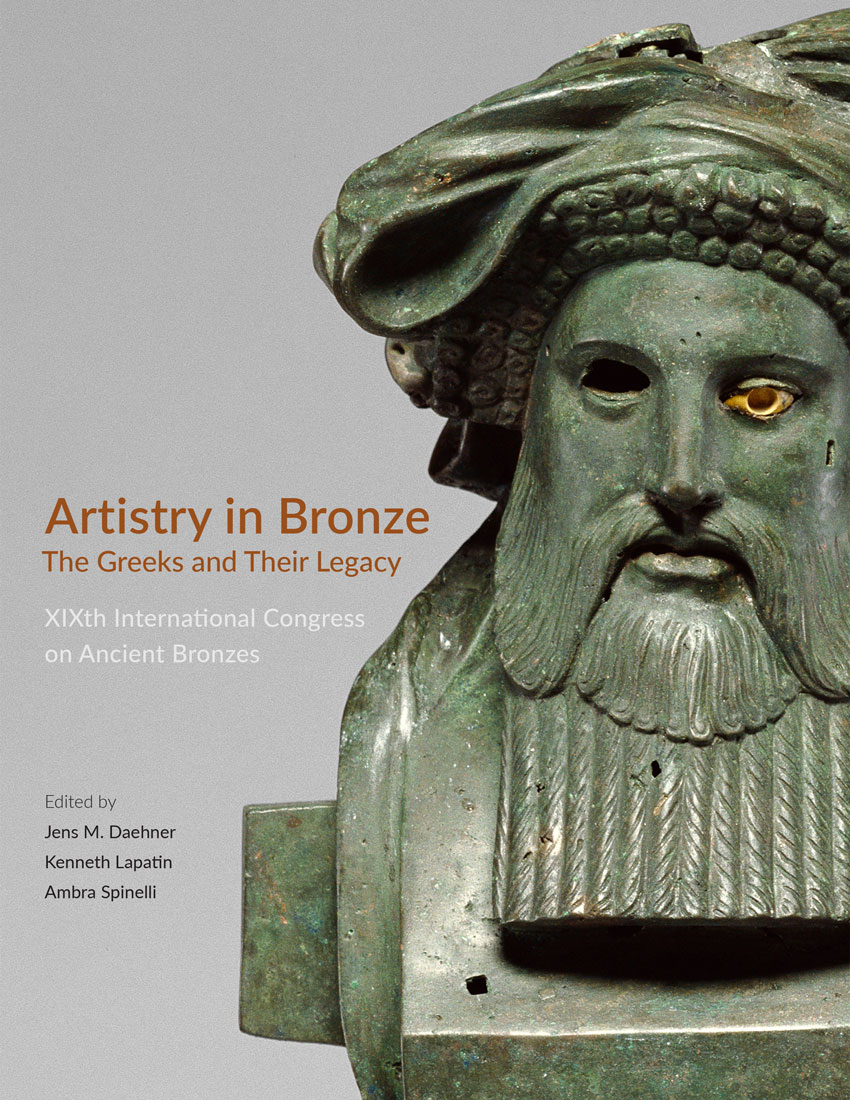 Artistry in Bronze
The Greeks and Their Legacy
XIXth International Congress
on Ancient Bronzes
Edited by
Jens M. Daehner
Kenneth Lapatin
Ambra Spinelli